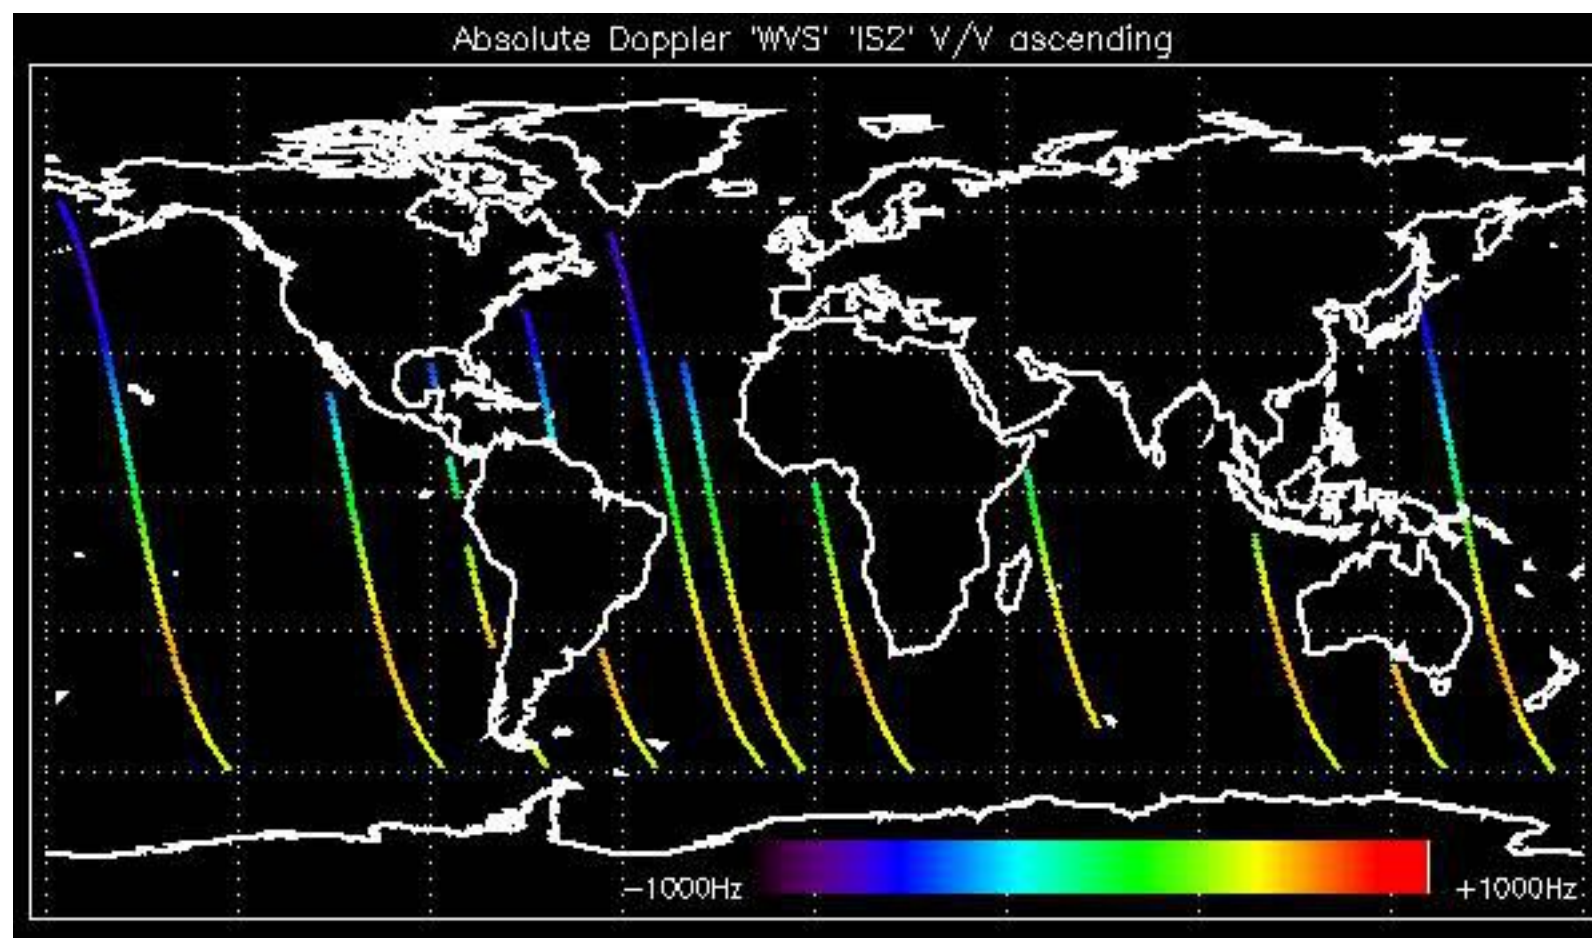 Absolute Doppler 'WVS' 'IS2' V/V ascending
-1000Hz +1000Hz